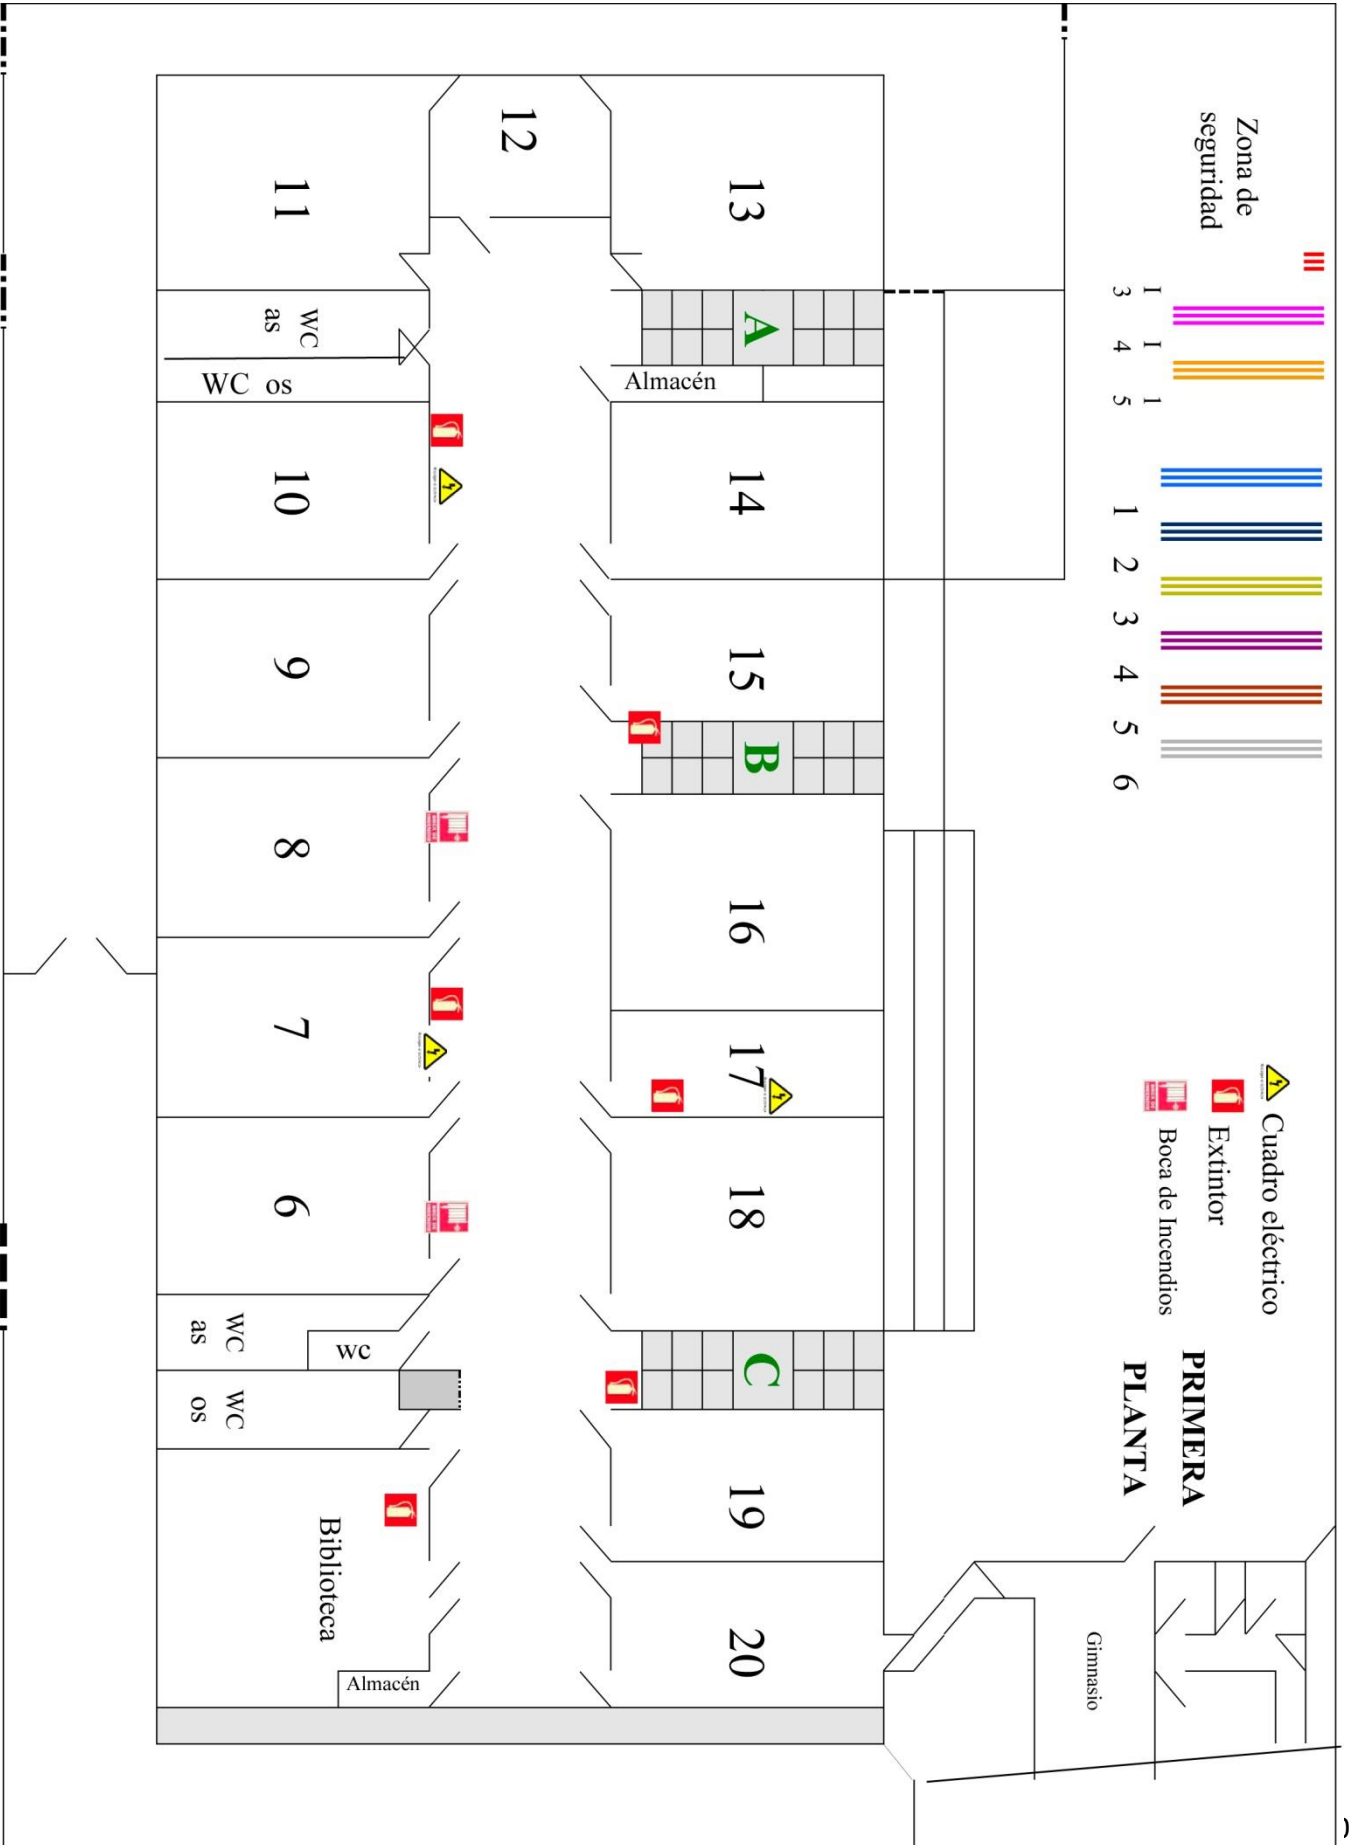 Zona de
seguridad
I I 1
3 4 5
1 2 3 4 5 6
Cuadro eléctrico
Extintor
Boca de Incendios
PRIMERA
PLANTA
Gimnasio
13
A
Almacén
14
15
B
16
17
18
C
19
20
12
11
WC
as
WC os
10
9
8
7
6
WC
as
wc
WC
os
Biblioteca
Almacén